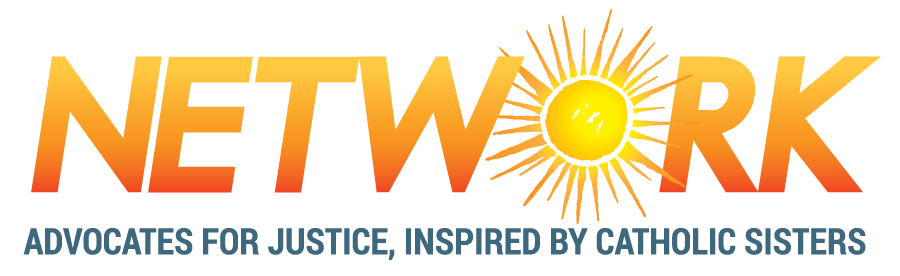 NETWORK
ADVOCATES FOR JUSTICE, INSPIRED BY CATHOLIC SISTERS